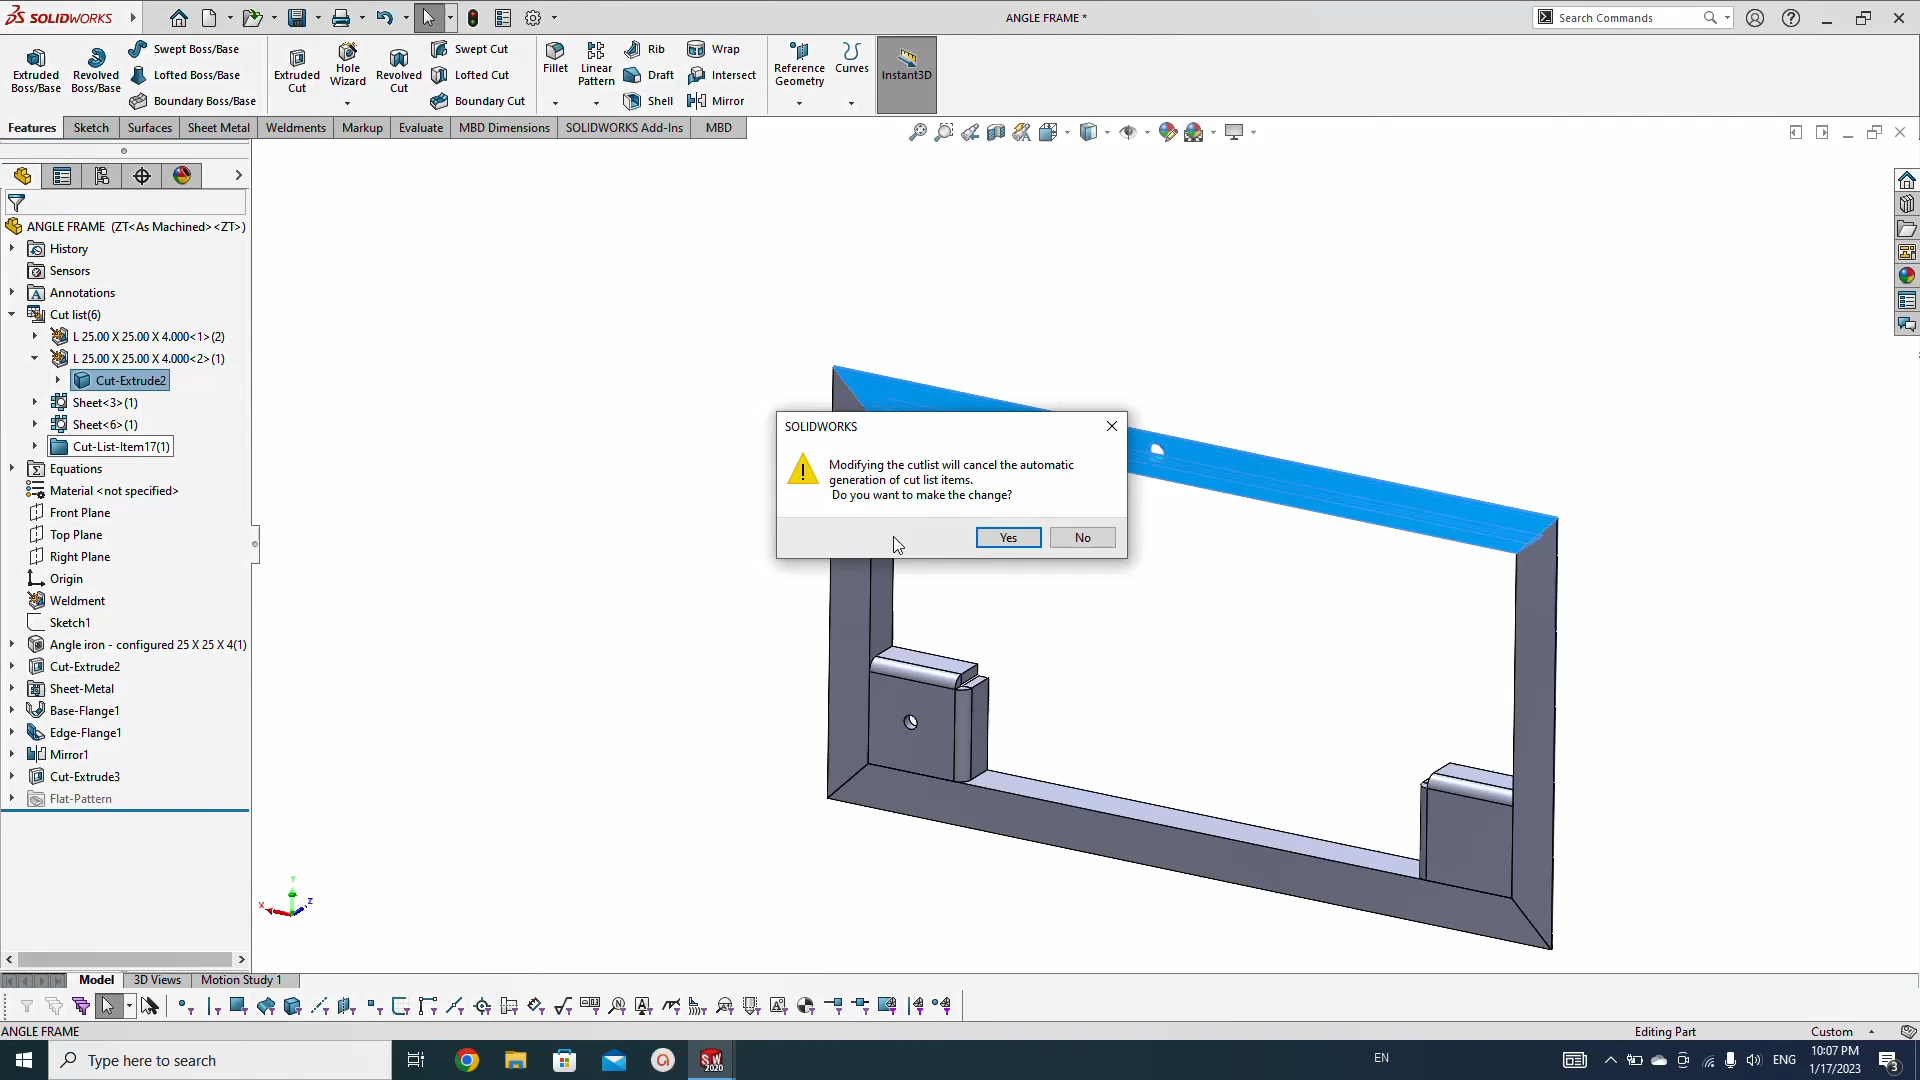 SOLIDWORKS
ANGLE FRAME *
Search Commands
Extruded Boss/Base
Revolved Boss/Base
Swept Boss/Base
Lofted Boss/Base
Boundary Boss/Base
Extruded Cut
Hole Wizard
Revolved Cut
Swept Cut
Lofted Cut
Boundary Cut
Fillet
Linear Pattern
Rib
Draft
Shell
Wrap
Intersect
Mirror
Reference Geometry
Curves
Instant3D
Features
Sketch
Surfaces
Sheet Metal
Weldments
Markup
Evaluate
MBD Dimensions
SOLIDWORKS Add-Ins
MBD
ANGLE FRAME (ZT<As Machined><ZT>)
History
Sensors
Annotations
Cut list(6)
L 25.00 X 25.00 X 4.000<1>(2)
L 25.00 X 25.00 X 4.000<2>(1)
Cut-Extrude2
Sheet<3>(1)
Sheet<6>(1)
Cut-List-Item17(1)
Equations
Material <not specified>
Front Plane
Top Plane
Right Plane
Origin
Weldment
Sketch1
Angle iron - configured 25 X 25 X 4(1)
Cut-Extrude2
Sheet-Metal
Base-Flange1
Edge-Flange1
Mirror1
Cut-Extrude3
Flat-Pattern
SOLIDWORKS
Modifying the cutlist will cancel the automatic
generation of cut list items.
Do you want to make the change?
Yes
No
Y
X
Z
Model
3D Views
Motion Study 1
ANGLE FRAME
Editing Part
Custom
Type here to search
SW
2020
EN
ENG
10:07 PM
1/17/2023
3